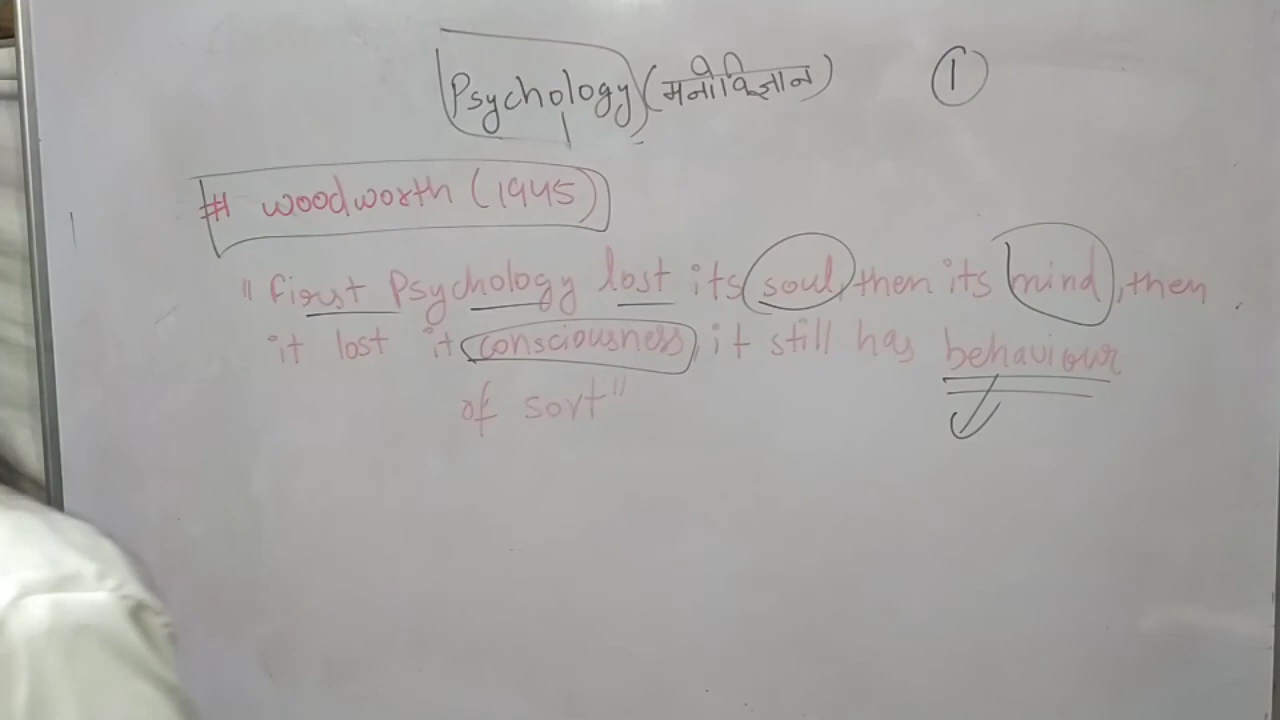 Psychology (मनोविज्ञान) 1
# woodworth (1945)
"first Psychology lost its soul, then its mind, then
it lost it consciousness, it still has behaviour
of sort"